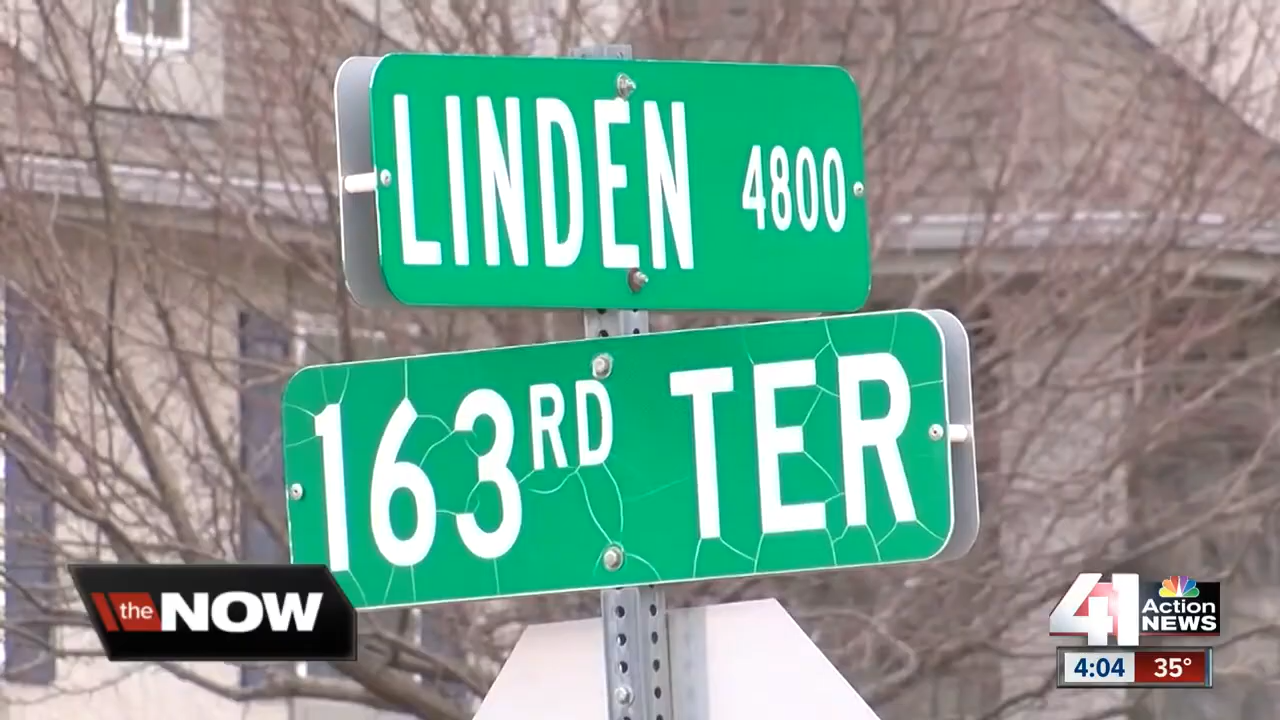 LINDEN 4800
163RD TER
the NOW
41 Action NEWS
4:04 35°